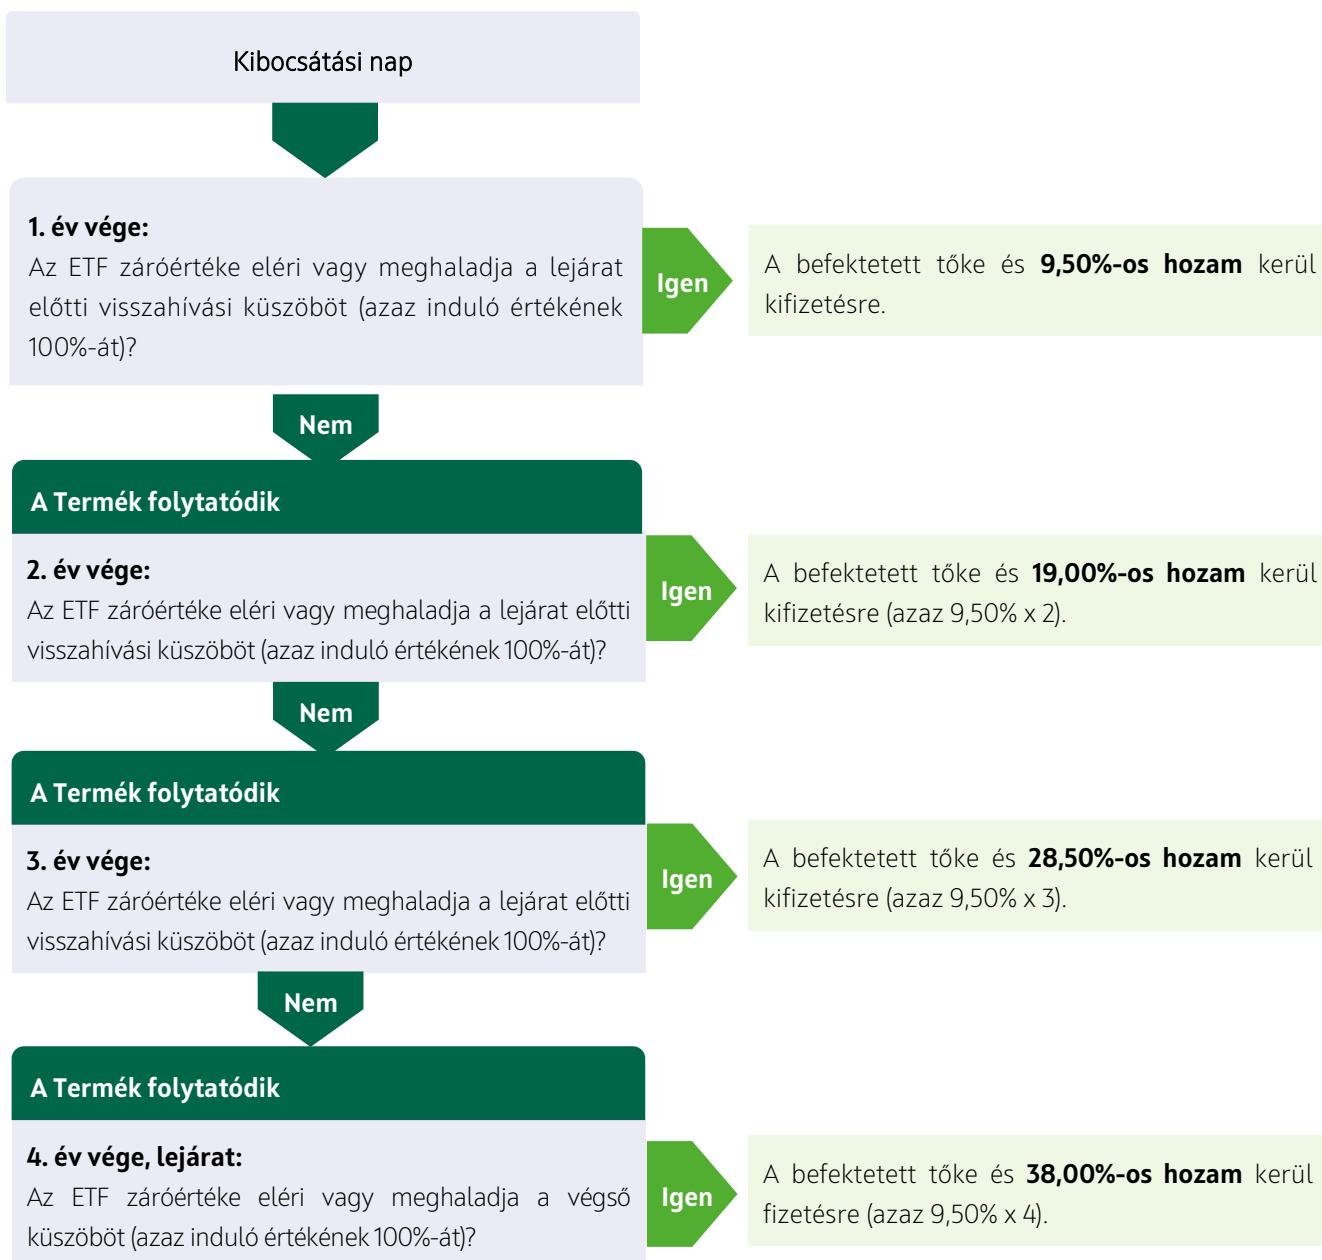 Kibocsátási nap
1. év vége:
Az ETF záróértéke eléri vagy meghaladja a lejárat
előtti visszahívási küszöböt (azaz induló értékének
100%-át)?
Igen
A befektetett tőke és 9,50%-os hozam kerül
kifizetésre.
Nem
A Termék folytatódik
2. év vége:
Az ETF záróértéke eléri vagy meghaladja a lejárat előtti
visszahívási küszöböt (azaz induló értékének 100%-át)?
Igen
A befektetett tőke és 19,00%-os hozam kerül
kifizetésre (azaz 9,50% x 2).
Nem
A Termék folytatódik
3. év vége:
Az ETF záróértéke eléri vagy meghaladja a lejárat előtti
visszahívási küszöböt (azaz induló értékének 100%-át)?
Igen
A befektetett tőke és 28,50%-os hozam kerül
kifizetésre (azaz 9,50% x 3).
Nem
A Termék folytatódik
4. év vége, lejárat:
Az ETF záróértéke eléri vagy meghaladja a végső
küszöböt (azaz induló értékének 100%-át)?
Igen
A befektetett tőke és 38,00%-os hozam kerül
fizetésre (azaz 9,50% x 4).